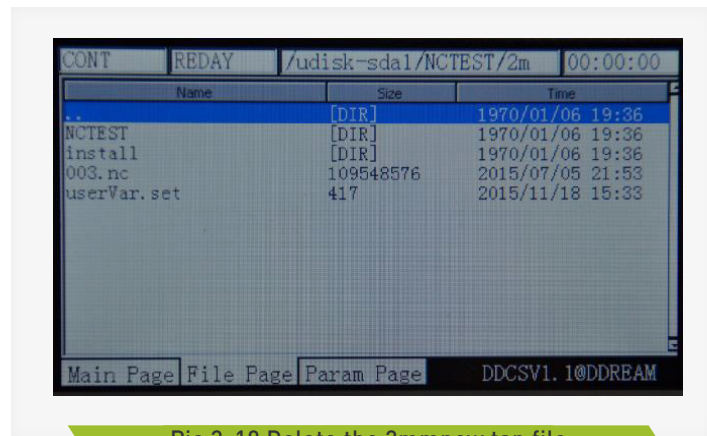 CONT REDAY /udisk-sda1/NCTEST/2m 00:00:00
Name Size Time
.. [DIR] 1970/01/06 19:36
NCTEST [DIR] 1970/01/06 19:36
install [DIR] 1970/01/06 19:36
003.nc 109548576 2015/07/05 21:53
userVar.set 417 2015/11/18 15:33
Main Page File Page Param Page DDCSV1.1@DDREAM